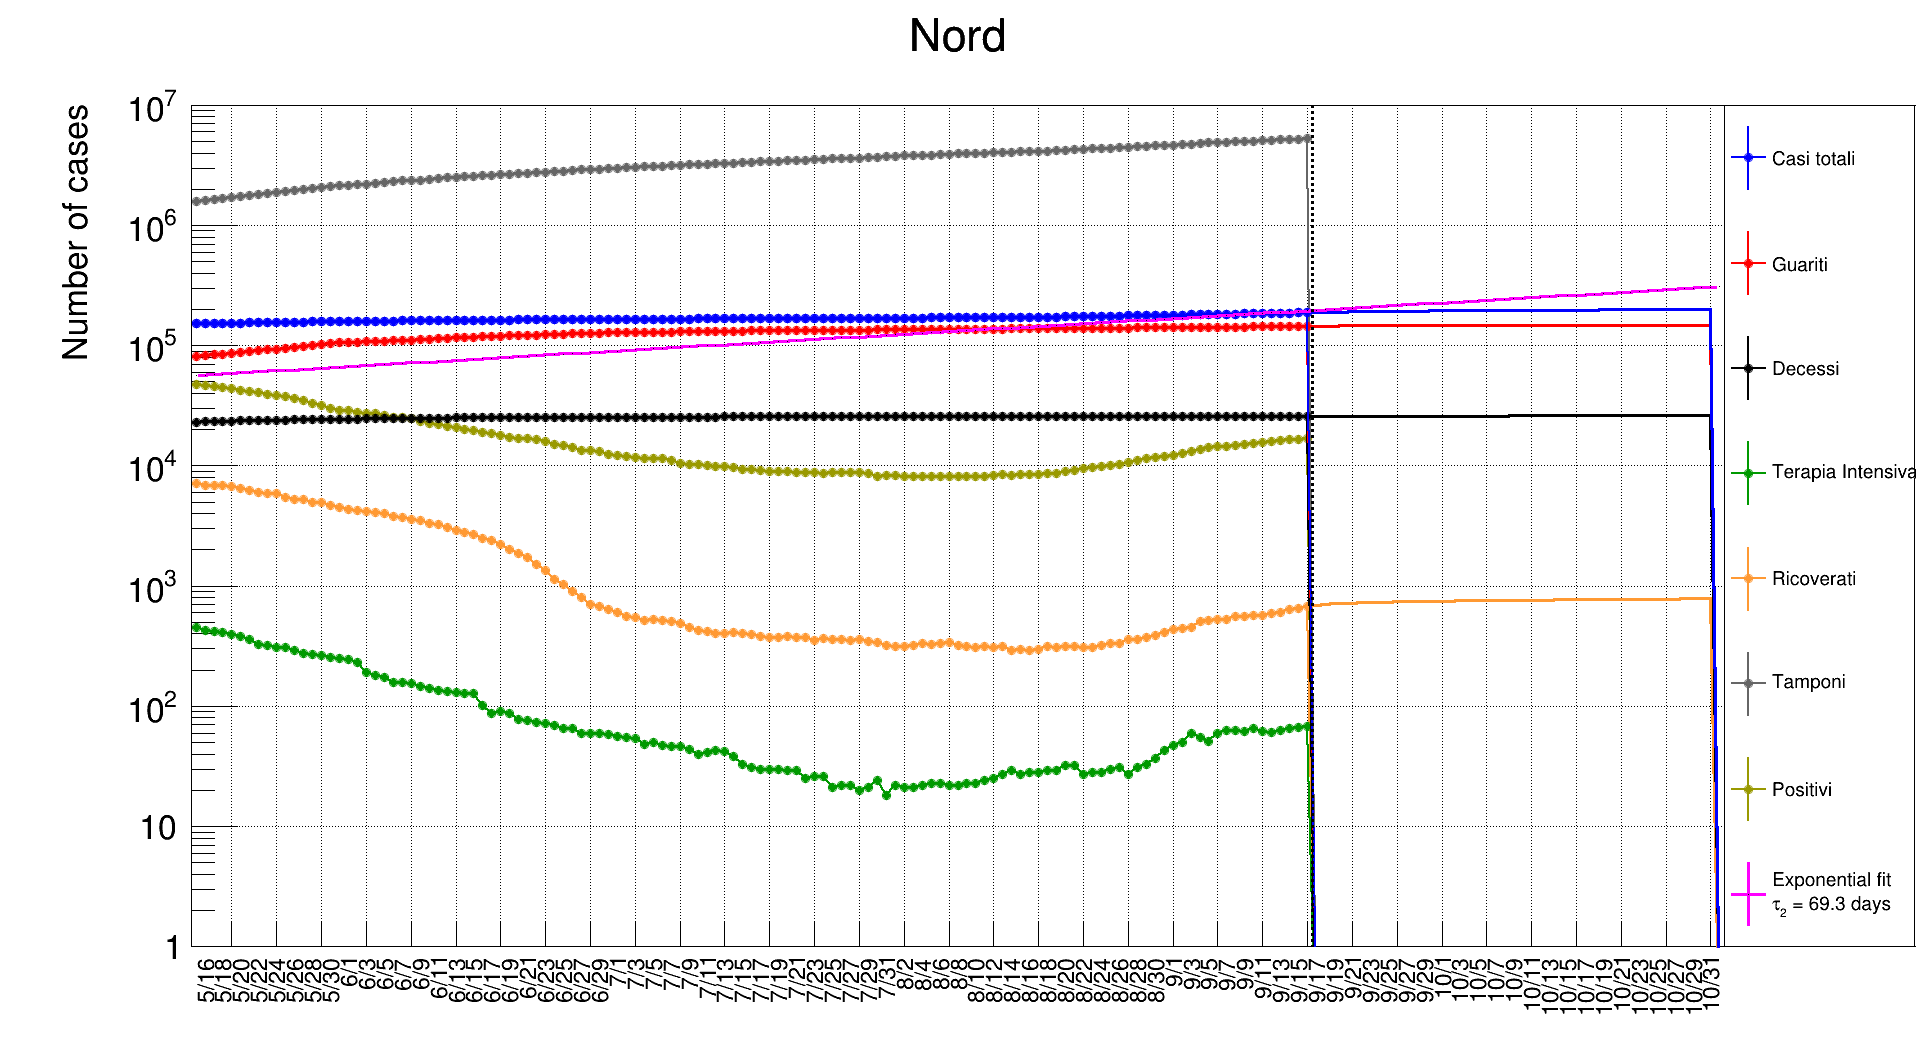 Nord
Number of cases
10^7
10^6
10^5
10^4
10^3
10^2
10
1
5/16 5/18 5/20 5/22 5/24 5/26 5/28 5/30 6/1 6/3 6/5 6/7 6/9 6/11 6/13 6/15 6/17 6/19 6/21 6/23 6/25 6/27 6/29 7/1 7/3 7/5 7/7 7/9 7/11 7/13 7/15 7/17 7/19 7/21 7/23 7/25 7/27 7/29 7/31 8/2 8/4 8/6 8/8 8/10 8/12 8/14 8/16 8/18 8/20 8/22 8/24 8/26 8/28 8/30 9/1 9/3 9/5 9/7 9/9 9/11 9/13 9/15 9/17 9/19 9/21 9/23 9/25 9/27 9/29 10/1 10/3 10/5 10/7 10/9 10/11 10/13 10/15 10/17 10/19 10/21 10/23 10/25 10/27 10/29 10/31
Casi totali
Guariti
Decessi
Terapia Intensiva
Ricoverati
Tamponi
Positivi
Exponential fit
τ₂ = 69.3 days